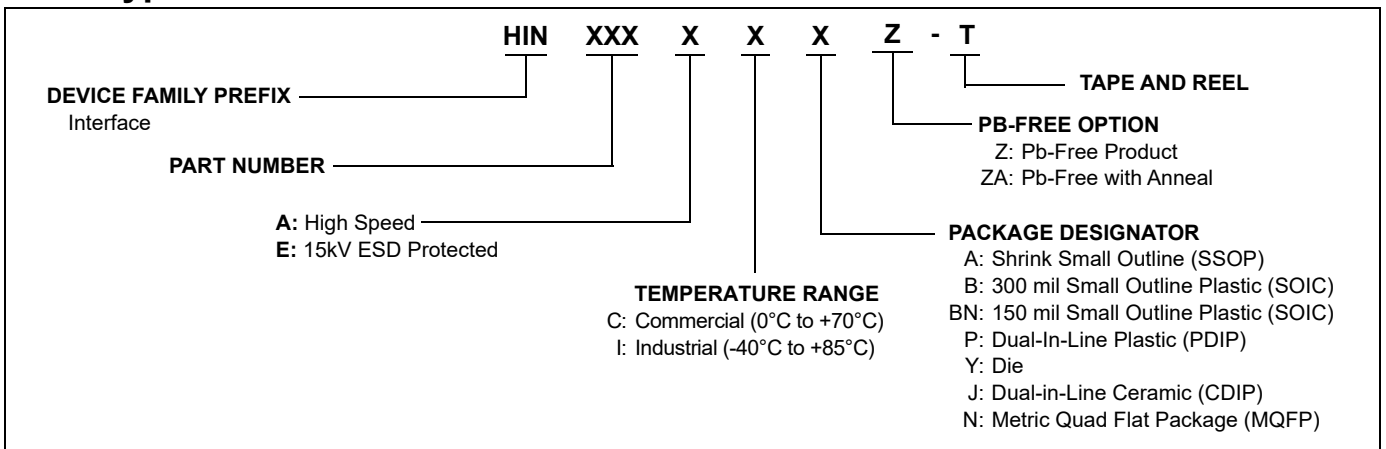 HIN XXX X X X Z - T
DEVICE FAMILY PREFIX
Interface
PART NUMBER
A: High Speed
E: 15kV ESD Protected
TEMPERATURE RANGE
C: Commercial (0°C to +70°C)
I: Industrial (-40°C to +85°C)
TAPE AND REEL
PB-FREE OPTION
Z: Pb-Free Product
ZA: Pb-Free with Anneal
PACKAGE DESIGNATOR
A: Shrink Small Outline (SSOP)
B: 300 mil Small Outline Plastic (SOIC)
BN: 150 mil Small Outline Plastic (SOIC)
P: Dual-In-Line Plastic (PDIP)
Y: Die
J: Dual-in-Line Ceramic (CDIP)
N: Metric Quad Flat Package (MQFP)